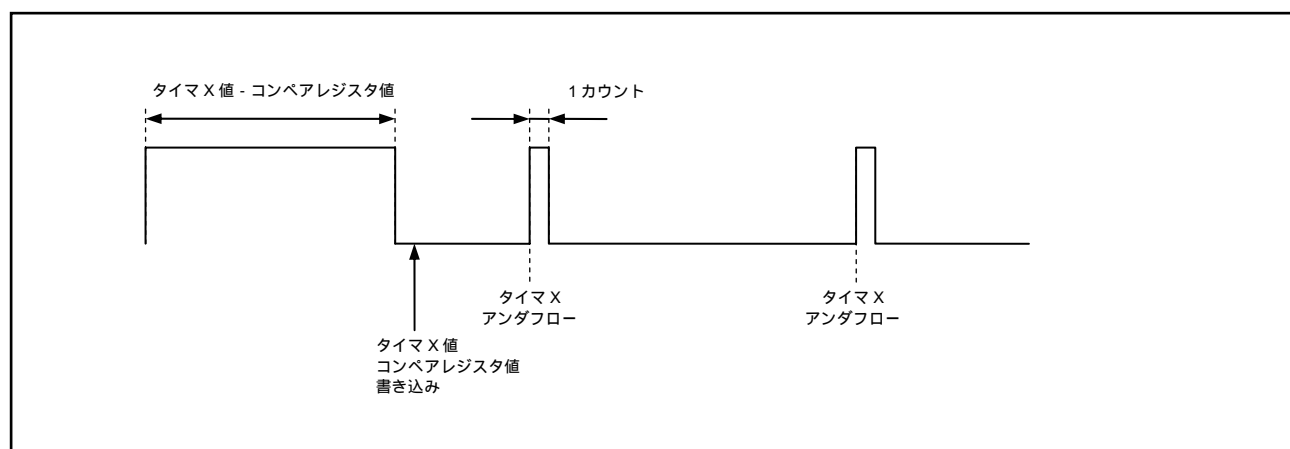 タイマ X 値 - コンペアレジスタ値
1 カウント
タイマ X
アンダフロー
タイマ X
アンダフロー
タイマ X 値
コンペアレジスタ値
書き込み